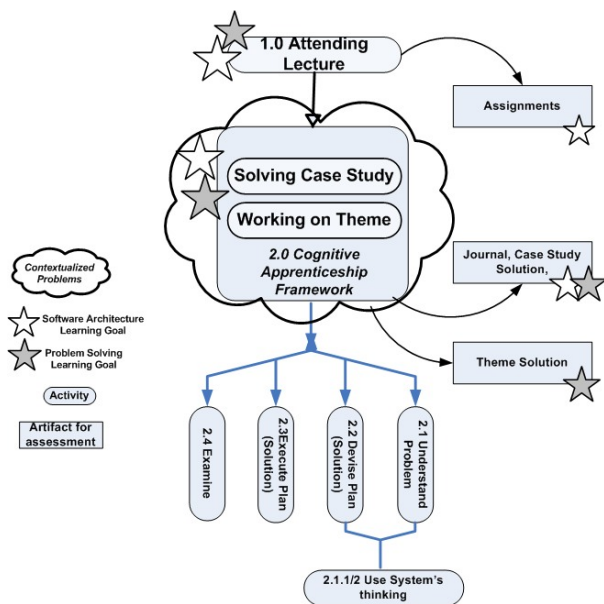 1.0 Attending
Lecture
Assignments
Solving Case Study
Working on Theme
2.0 Cognitive
Apprenticeship
Framework
Journal, Case Study
Solution,
Theme Solution
Contextualized
Problems
Software Architecture
Learning Goal
Problem Solving
Learning Goal
Activity
Artifact for
assessment
2.4 Examine
2.3Execute Plan
(Solution)
2.2 Devise Plan
(Solution)
2.1 Understand
Problem
2.1.1/2 Use System's
thinking